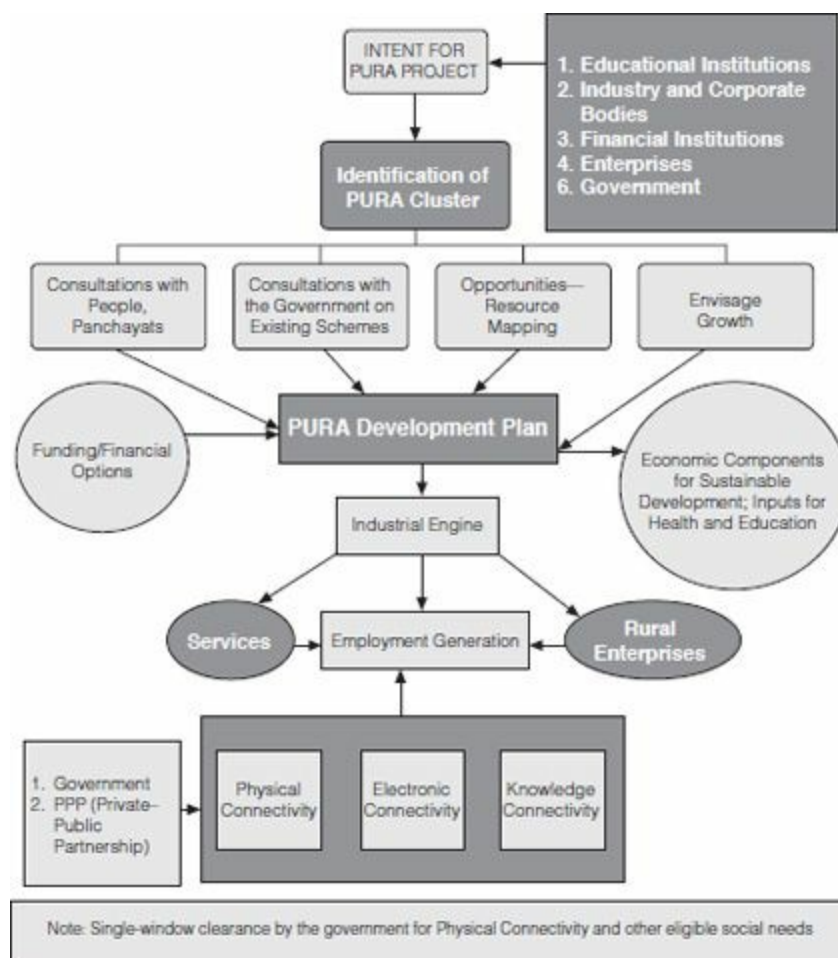 INTENT FOR
PURA PROJECT
1. Educational Institutions
2. Industry and Corporate
Bodies
3. Financial Institutions
4. Enterprises
6. Government
Identification of
PURA Cluster
Consultations with
People,
Panchayats
Consultations with
the Government on
Existing Schemes
Opportunities—
Resource
Mapping
Envisage
Growth
Funding/Financial
Options
PURA Development Plan
Economic Components
for Sustainable
Development; Inputs for
Health and Education
Industrial Engine
Services
Employment Generation
Rural
Enterprises
1. Government
2. PPP (Private–
Public
Partnership)
Physical
Connectivity
Electronic
Connectivity
Knowledge
Connectivity
Note: Single-window clearance by the government for Physical Connectivity and other eligible social needs